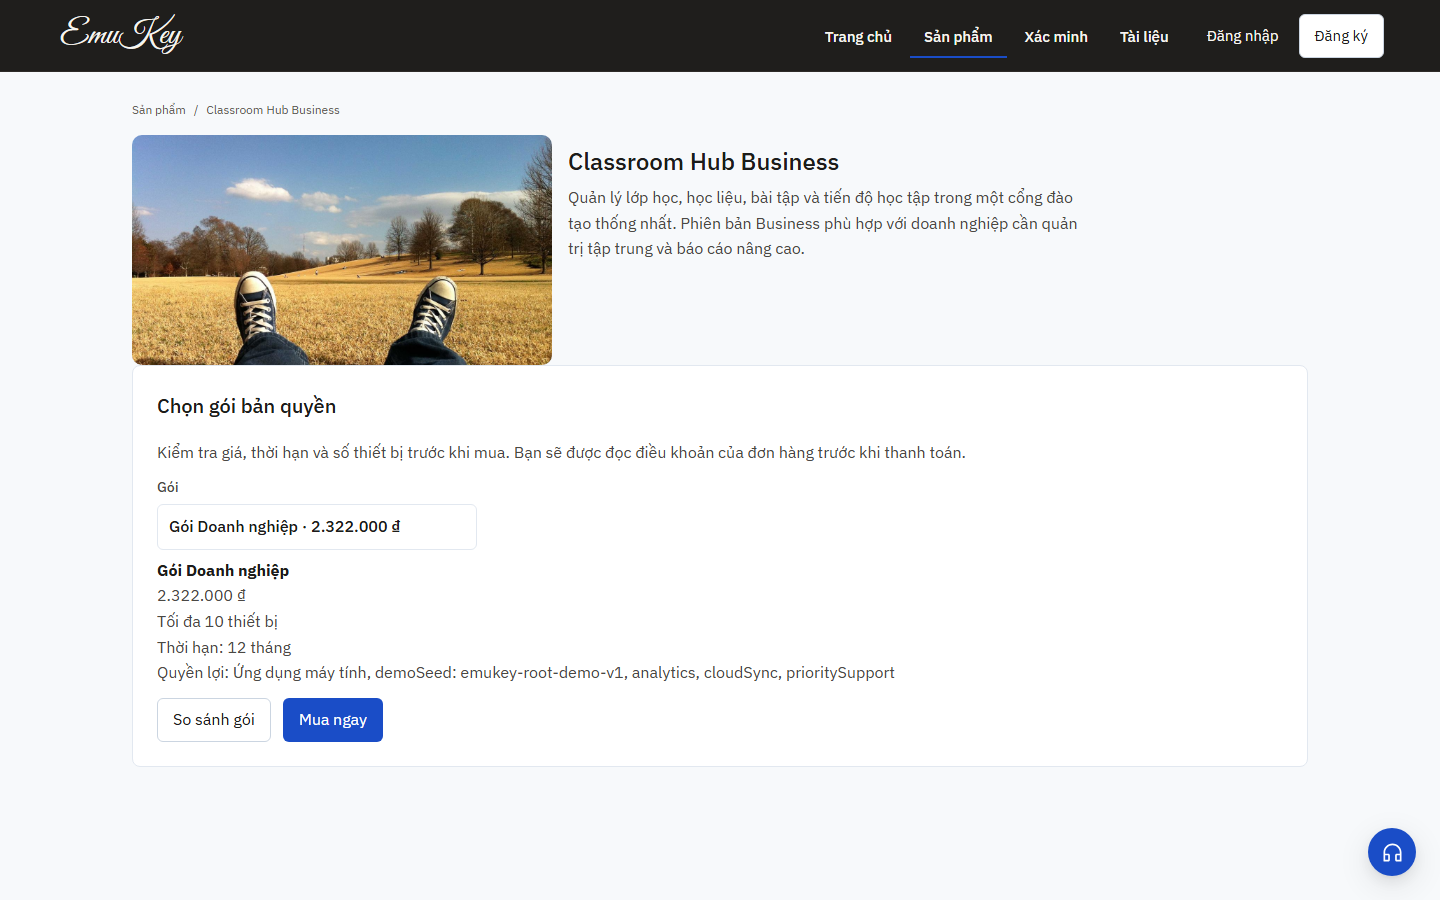 EmuKey
Trang chủ
Sản phẩm
Xác minh
Tài liệu
Đăng nhập
Đăng ký
Sản phẩm / Classroom Hub Business
Classroom Hub Business
Quản lý lớp học, học liệu, bài tập và tiến độ học tập trong một cổng đào
tạo thống nhất. Phiên bản Business phù hợp với doanh nghiệp cần quản
trị tập trung và báo cáo nâng cao.
Chọn gói bản quyền
Kiểm tra giá, thời hạn và số thiết bị trước khi mua. Bạn sẽ được đọc điều khoản của đơn hàng trước khi thanh toán.
Gói
Gói Doanh nghiệp · 2.322.000 ₫
Gói Doanh nghiệp
2.322.000 ₫
Tối đa 10 thiết bị
Thời hạn: 12 tháng
Quyền lợi: Ứng dụng máy tính, demoSeed: emukey-root-demo-v1, analytics, cloudSync, prioritySupport
So sánh gói
Mua ngay